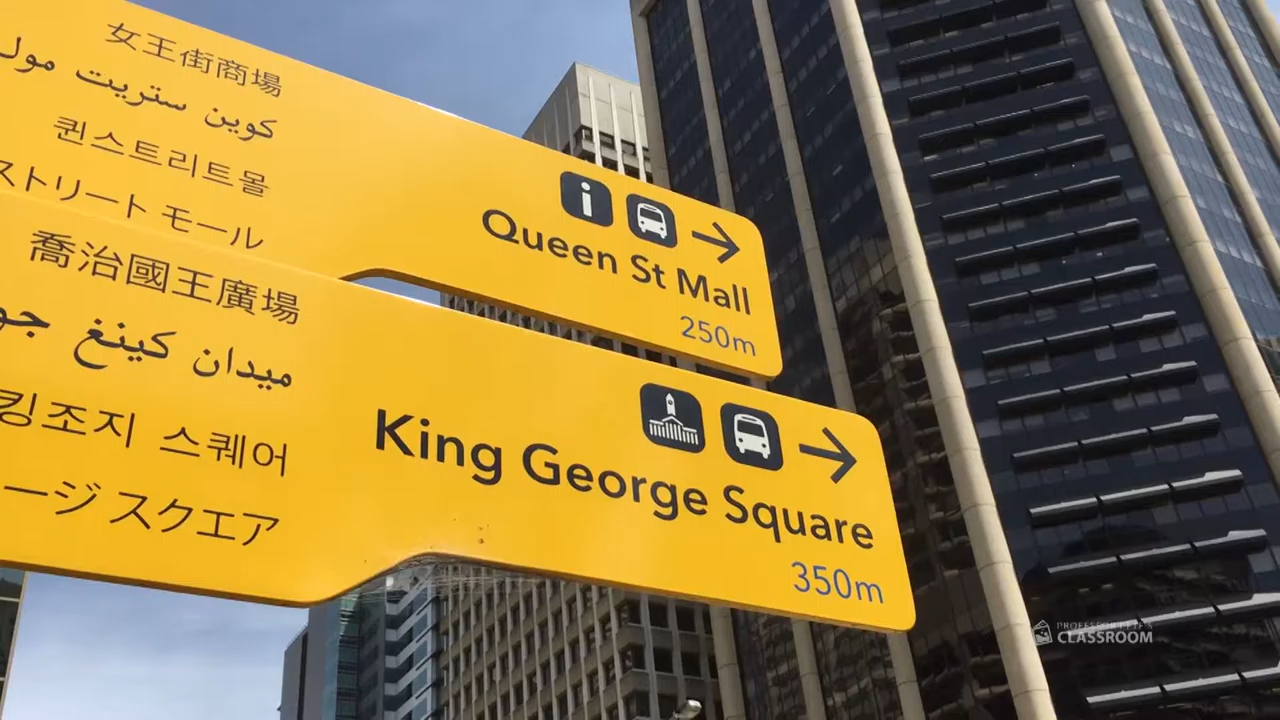 女王街商場
كوين ستريت مول
퀸스트리트몰
ストリート モール
i
Queen St Mall
250m
喬治國王廣場
ميدان كينغ جو
킹조지 스퀘어
ージ スクエア
King George Square
350m
PROFESSOR PETE'S
CLASSROOM